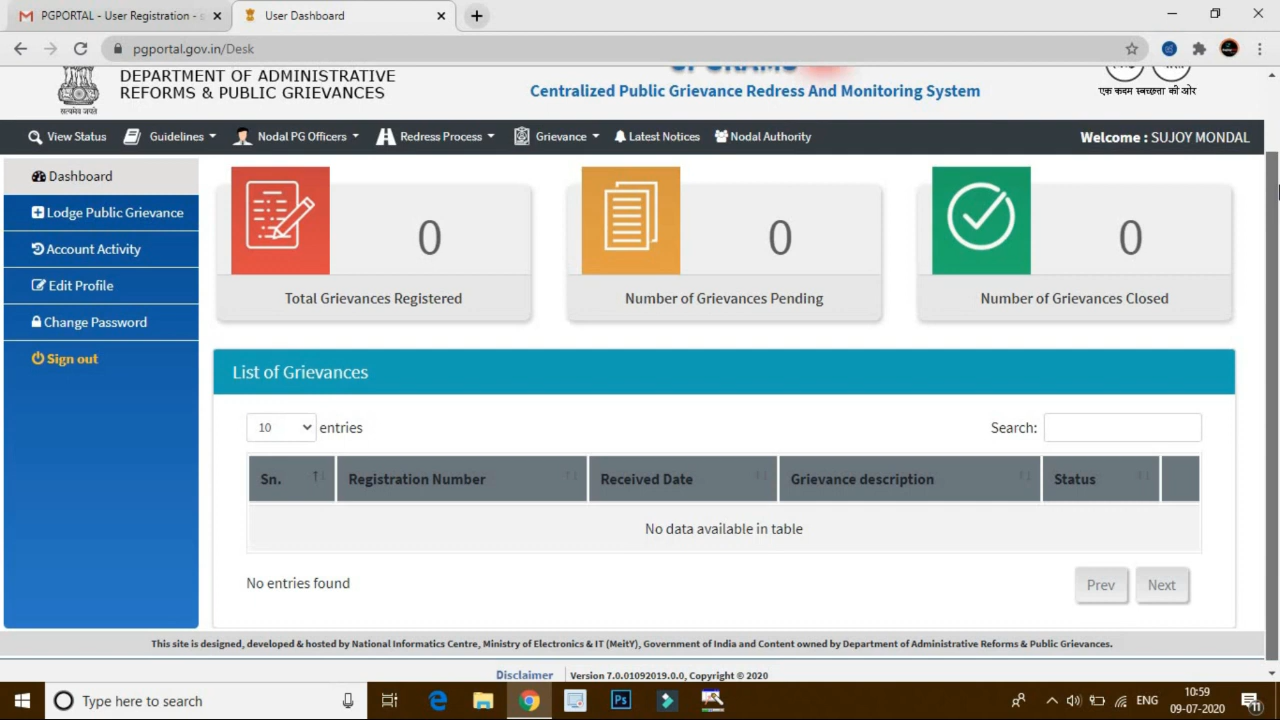 PGPORTAL - User Registration -
User Dashboard
pgportal.gov.in/Desk
DEPARTMENT OF ADMINISTRATIVE
REFORMS & PUBLIC GRIEVANCES
सत्यमेव जयते
Centralized Public Grievance Redress And Monitoring System
एक कदम स्वच्छता की ओर
View Status
Guidelines
Nodal PG Officers
Redress Process
Grievance
Latest Notices
Nodal Authority
Welcome : SUJOY MONDAL
Dashboard
Lodge Public Grievance
Account Activity
Edit Profile
Change Password
Sign out
0
Total Grievances Registered
0
Number of Grievances Pending
0
Number of Grievances Closed
List of Grievances
10 entries
Search:
Sn. Registration Number Received Date Grievance description Status
No data available in table
No entries found
Prev Next
This site is designed, developed & hosted by National Informatics Centre, Ministry of Electronics & IT (MeitY), Government of India and Content owned by Department of Administrative Reforms & Public Grievances.
Disclaimer Version 7.0.01092019.0.0, Copyright © 2020
Type here to search
Ps
ENG
10:59
09-07-2020
11